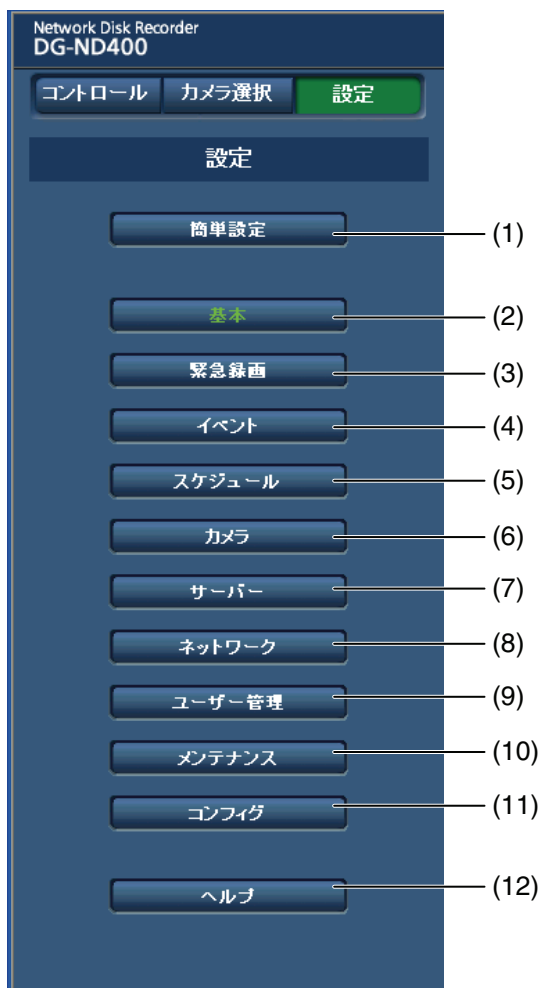 Network Disk Recorder
DG-ND400
コントロール カメラ選択 設定
設定
簡単設定 (1)
基本 (2)
緊急録画 (3)
イベント (4)
スケジュール (5)
カメラ (6)
サーバー (7)
ネットワーク (8)
ユーザー管理 (9)
メンテナンス (10)
コンフィグ (11)
ヘルプ (12)